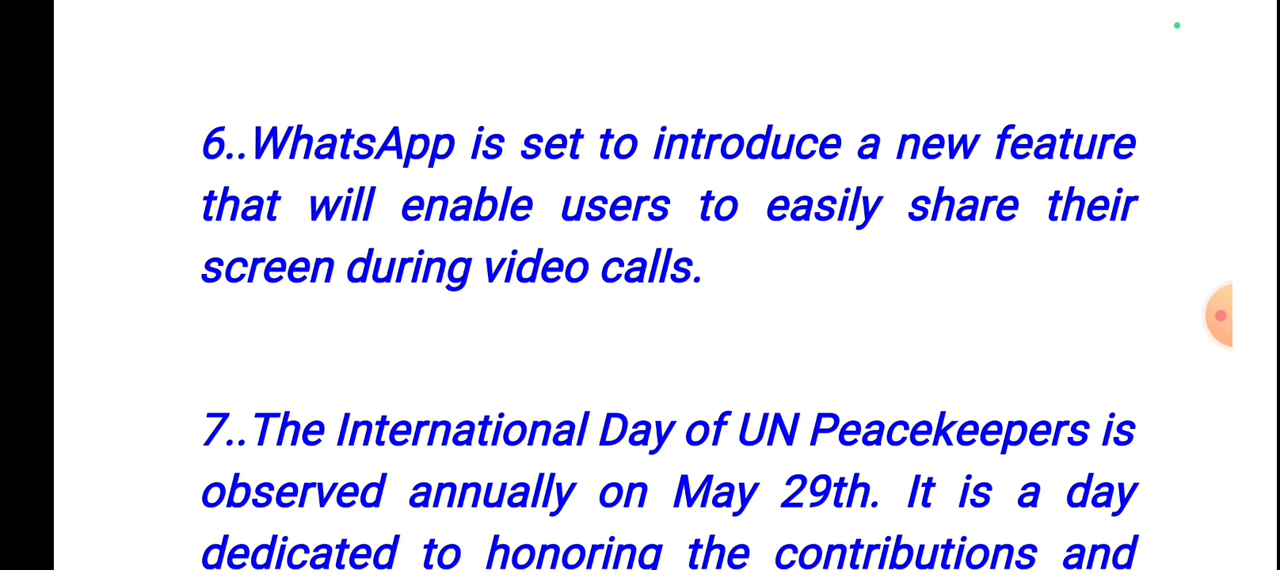 6..WhatsApp is set to introduce a new feature
that will enable users to easily share their
screen during video calls.
7..The International Day of UN Peacekeepers is
observed annually on May 29th. It is a day
dedicated to honoring the contributions and